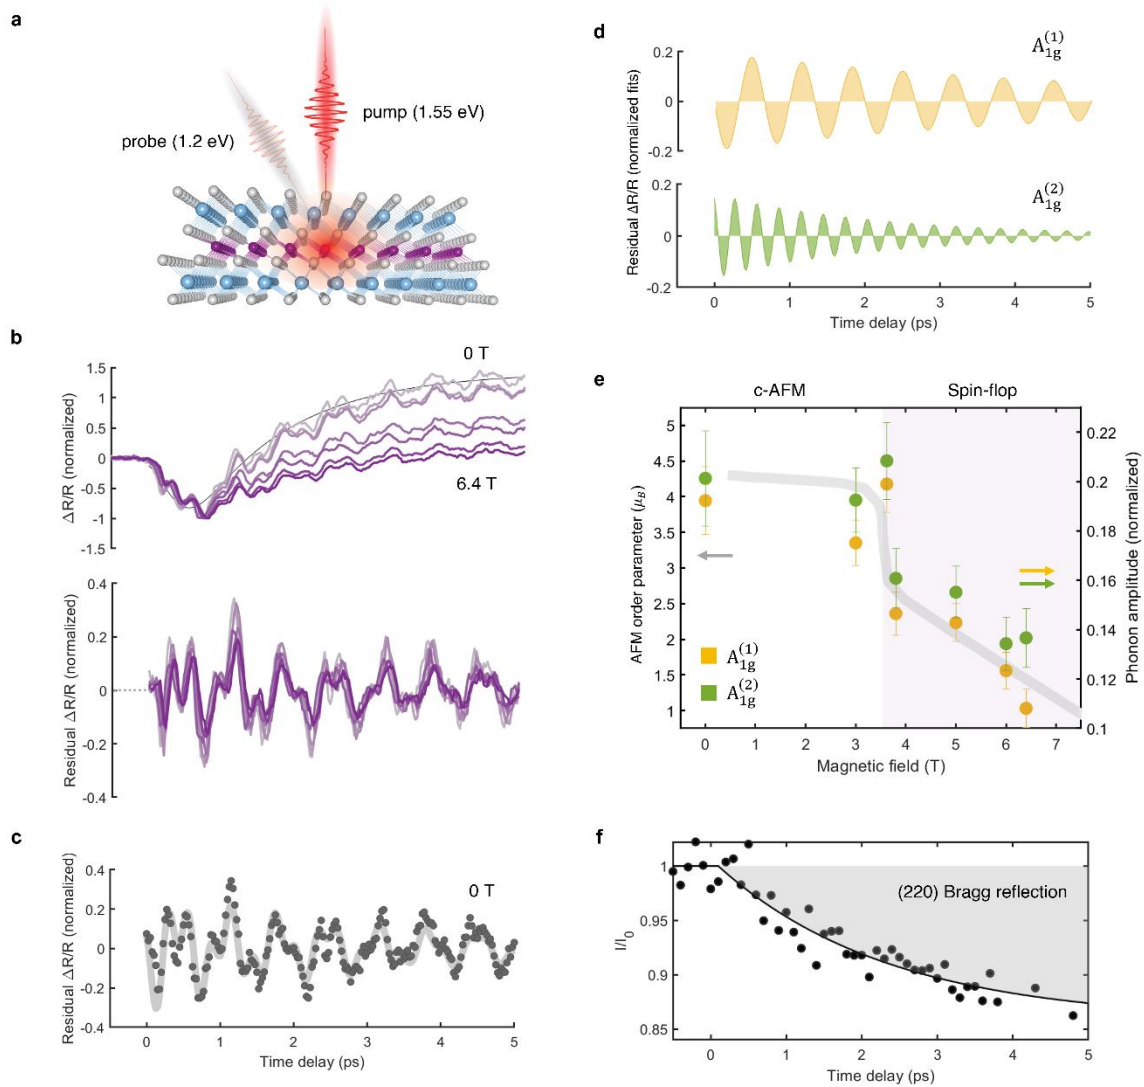 a
probe (1.2 eV)
pump (1.55 eV)
b
0 T
6.4 T
1.5
1
0.5
0
-0.5
-1
-1.5
ΔR/R (normalized)
0.4
0.2
0
-0.2
-0.4
Residual ΔR/R (normalized)
c
0 T
0.4
0.2
0
-0.2
-0.4
Residual ΔR/R (normalized)
0 1 2 3 4 5
Time delay (ps)
d
A1g(1)
0.2
0
-0.2
A1g(2)
0.2
0
-0.2
Residual ΔR/R (normalized fits)
0 1 2 3 4 5
Time delay (ps)
e
c-AFM
Spin-flop
5
4.5
4
3.5
3
2.5
2
1.5
1
AFM order parameter (μB)
A1g(1)
A1g(2)
0.22
0.2
0.18
0.16
0.14
0.12
0.1
Phonon amplitude (normalized)
0 1 2 3 4 5 6 7
Magnetic field (T)
f
(220) Bragg reflection
1
0.95
0.9
0.85
I/I0
0 1 2 3 4 5
Time delay (ps)